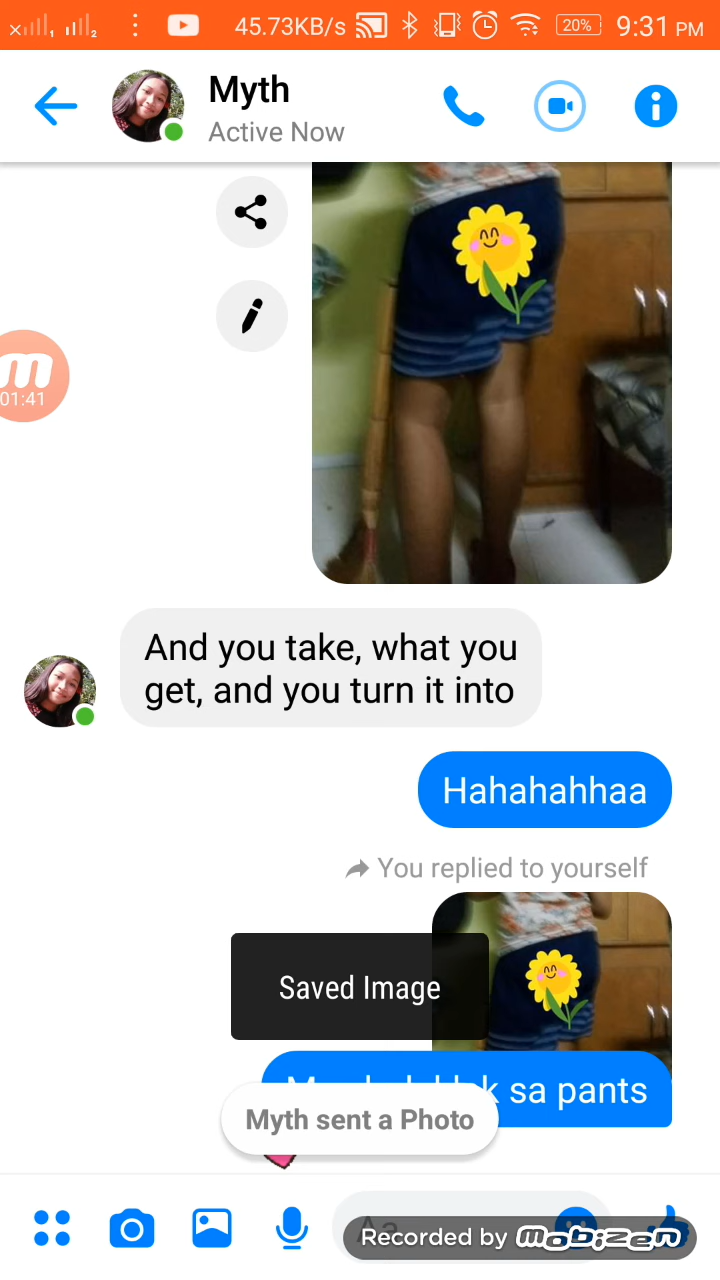 45.73KB/s 20% 9:31 PM
Myth
Active Now
01:41
And you take, what you
get, and you turn it into
Hahahahhaa
You replied to yourself
Saved Image
sa pants
Myth sent a Photo
Aa
Recorded by mobizen